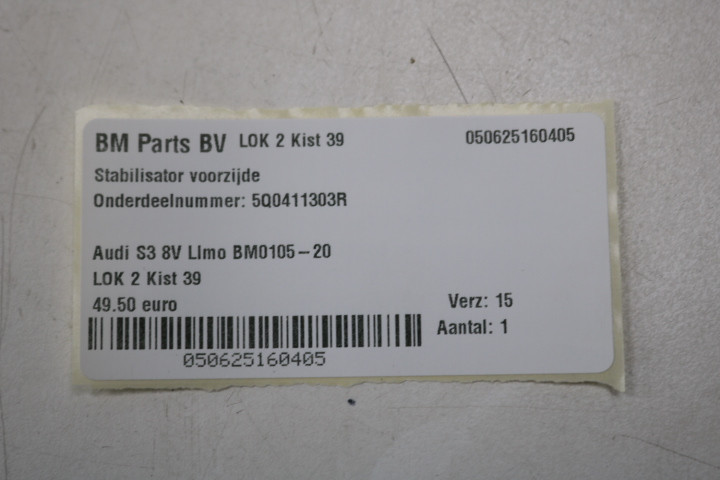 BM Parts BV LOK 2 Kist 39 050625160405
Stabilisator voorzijde
Onderdeelnummer: 5Q0411303R
Audi S3 8V LImo BM0105-20
LOK 2 Kist 39
49.50 euro Verz: 15
Aantal: 1
050625160405